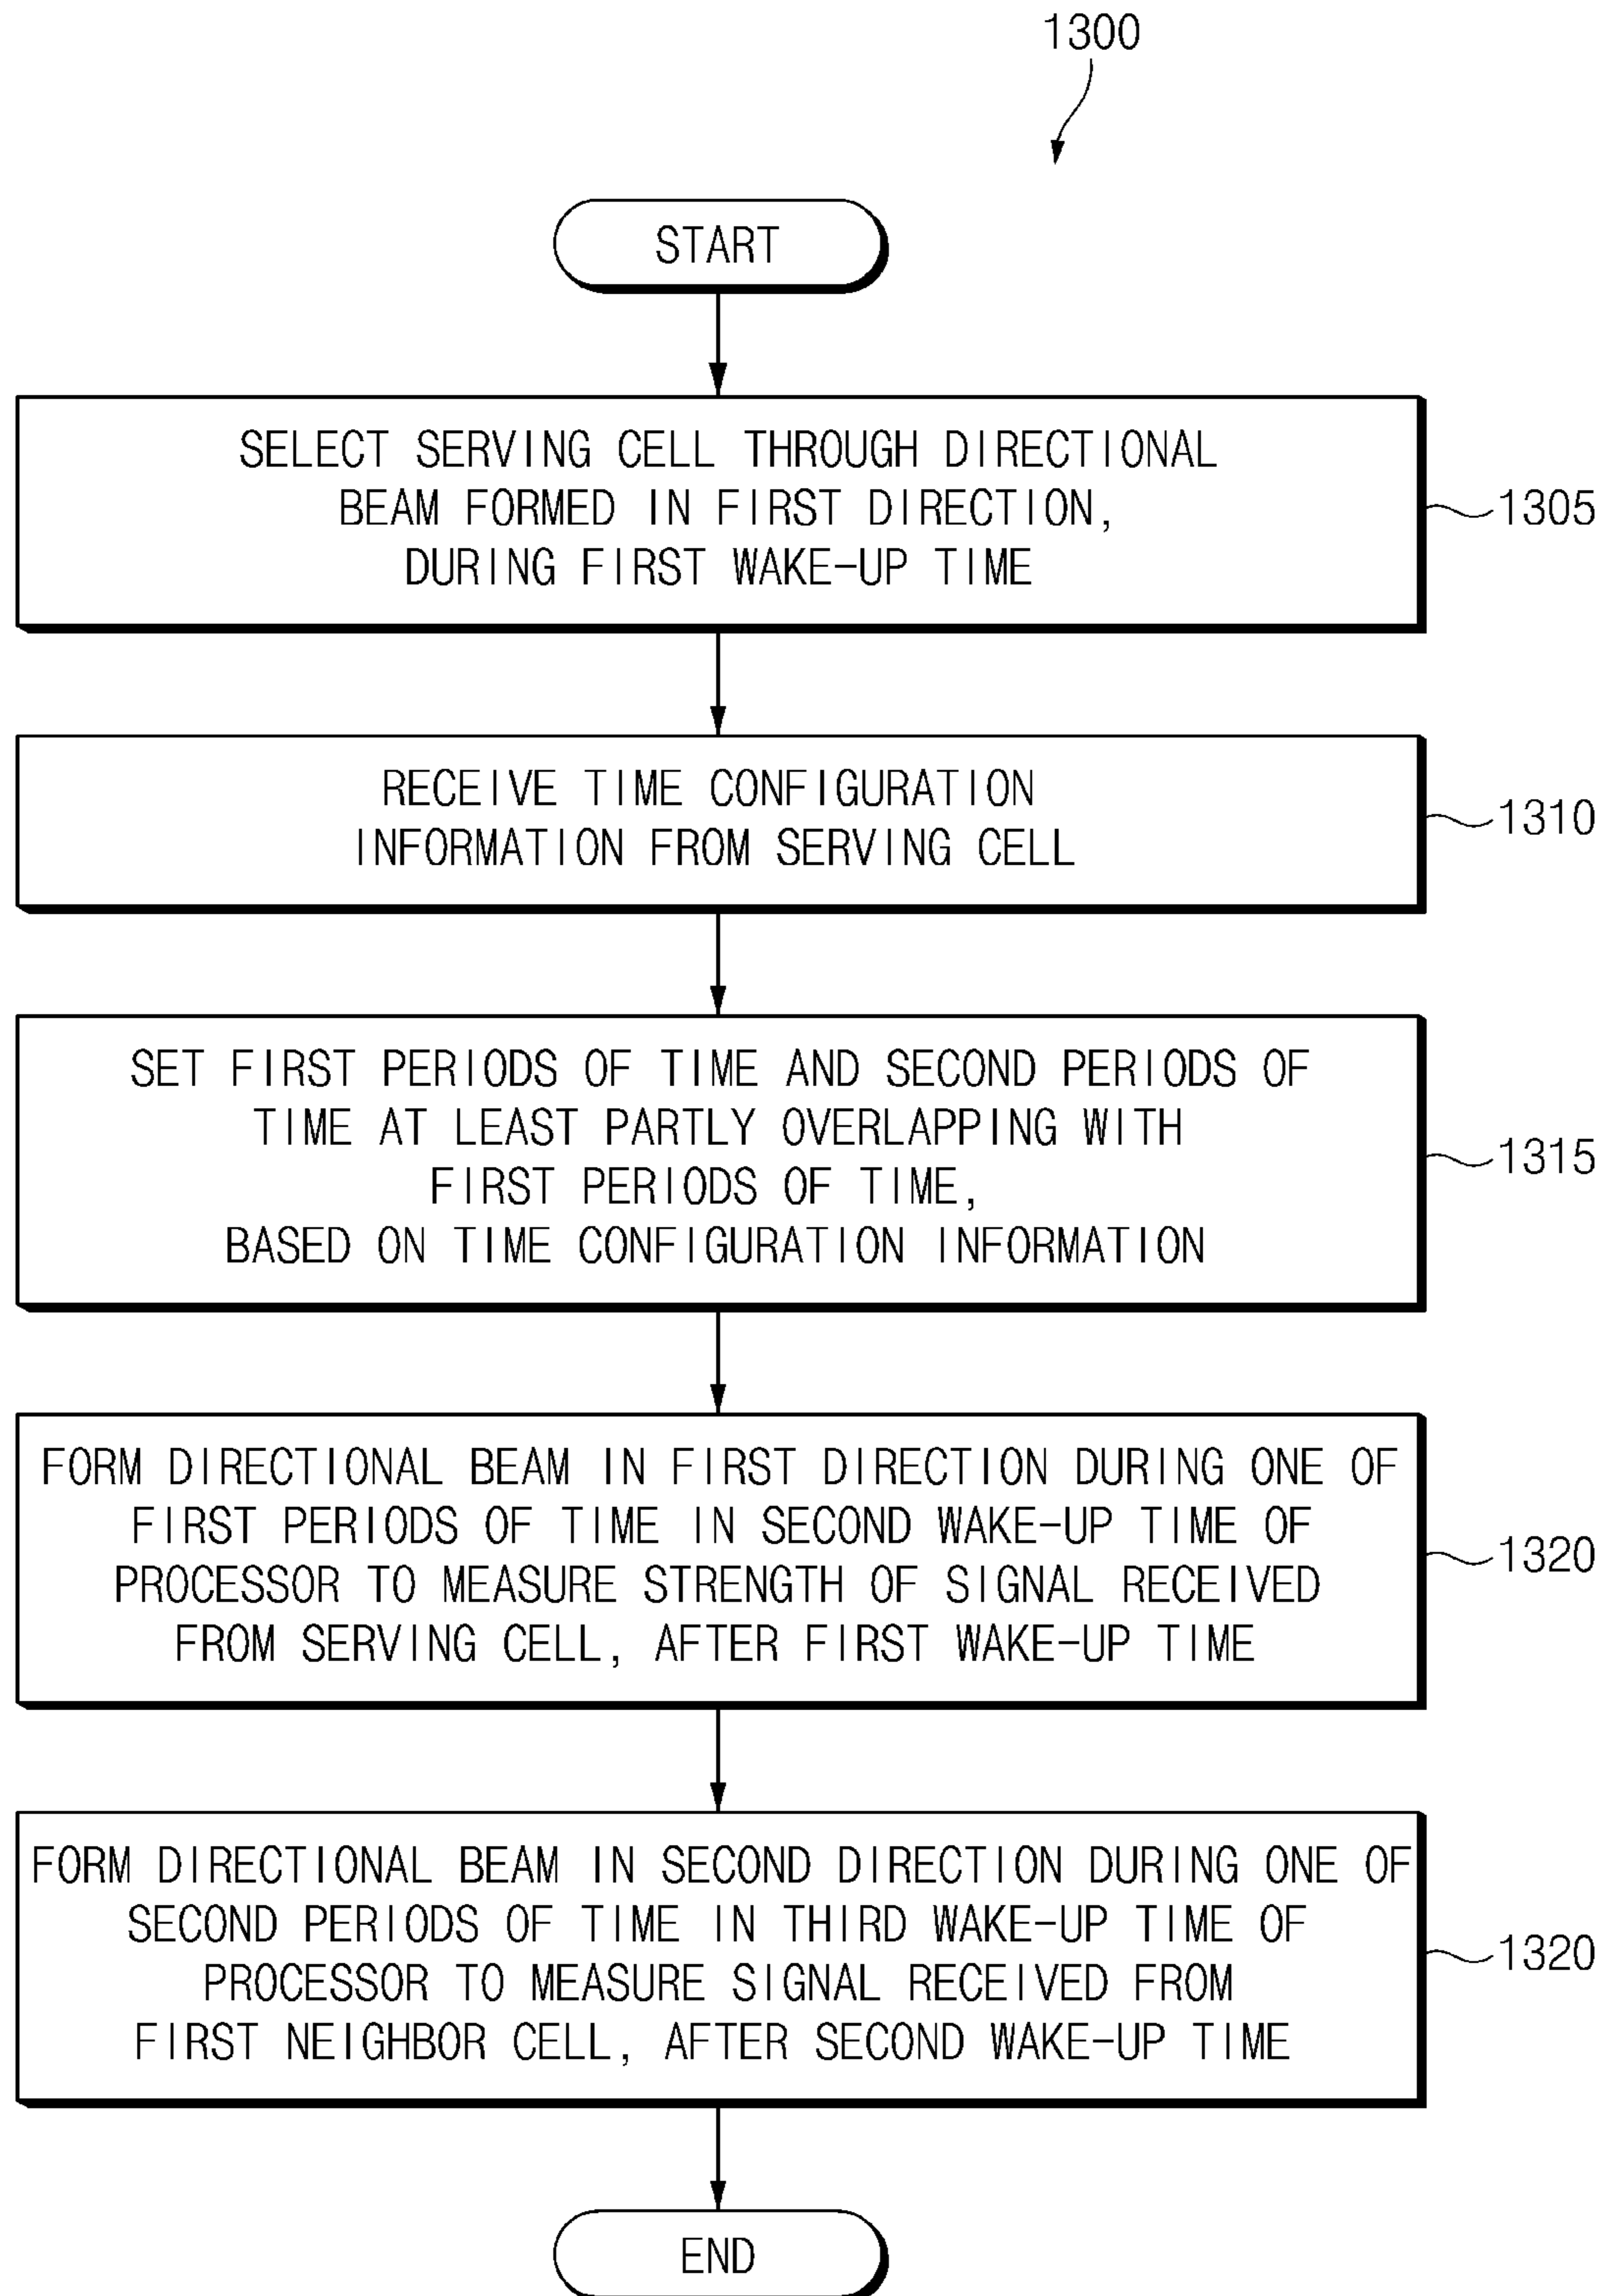 1300
START
SELECT SERVING CELL THROUGH DIRECTIONAL
BEAM FORMED IN FIRST DIRECTION,
DURING FIRST WAKE-UP TIME
1305
RECEIVE TIME CONFIGURATION
INFORMATION FROM SERVING CELL
1310
SET FIRST PERIODS OF TIME AND SECOND PERIODS OF
TIME AT LEAST PARTLY OVERLAPPING WITH
FIRST PERIODS OF TIME,
BASED ON TIME CONFIGURATION INFORMATION
1315
FORM DIRECTIONAL BEAM IN FIRST DIRECTION DURING ONE OF
FIRST PERIODS OF TIME IN SECOND WAKE-UP TIME OF
PROCESSOR TO MEASURE STRENGTH OF SIGNAL RECEIVED
FROM SERVING CELL, AFTER FIRST WAKE-UP TIME
1320
FORM DIRECTIONAL BEAM IN SECOND DIRECTION DURING ONE OF
SECOND PERIODS OF TIME IN THIRD WAKE-UP TIME OF
PROCESSOR TO MEASURE SIGNAL RECEIVED FROM
FIRST NEIGHBOR CELL, AFTER SECOND WAKE-UP TIME
1320
END